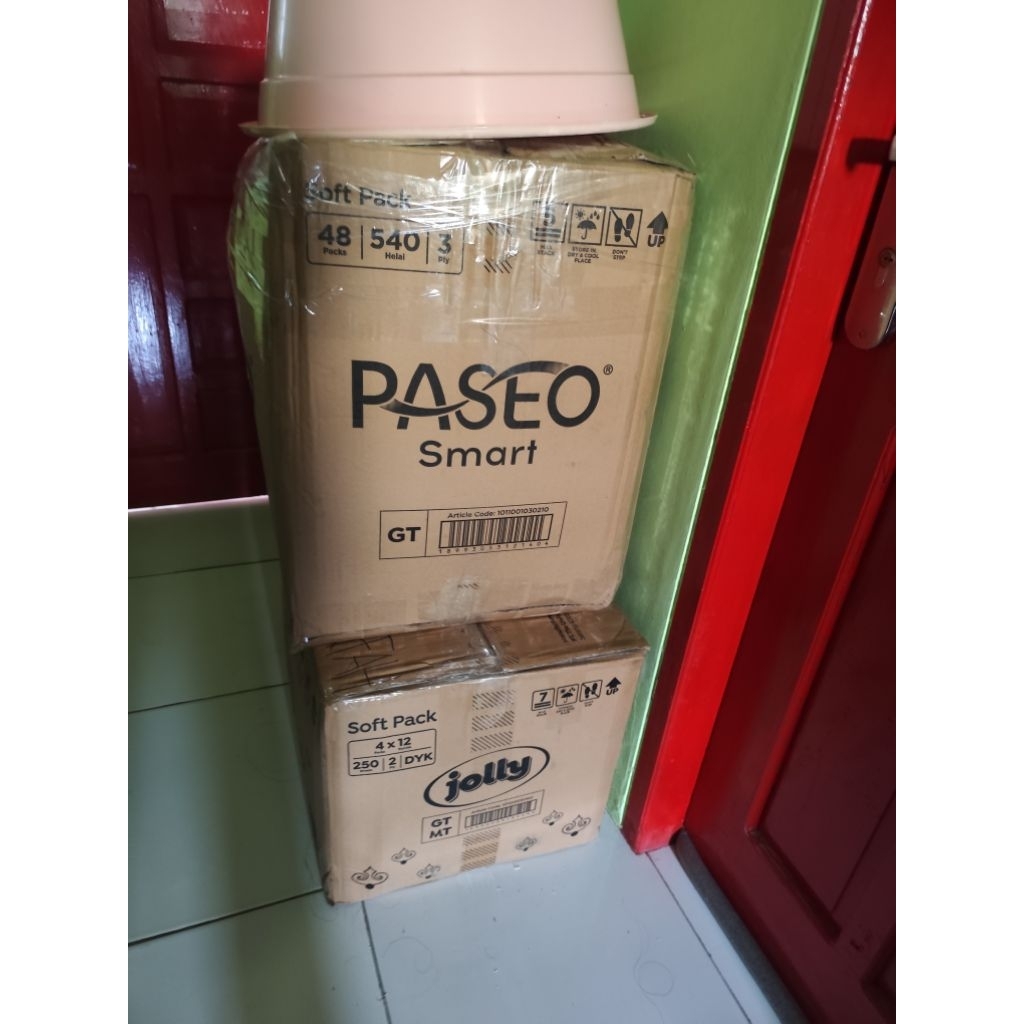 Soft Pack
48 Packs 540 Helai 3 Ply
5
STORE IN DRY & COOL PLACE
DON'T STEP
UP
PASEO®
Smart
GT
Article Code: 1011001030210
7
UP
Soft Pack
4 x 12
250 2 DYK
jolly
GT
MT